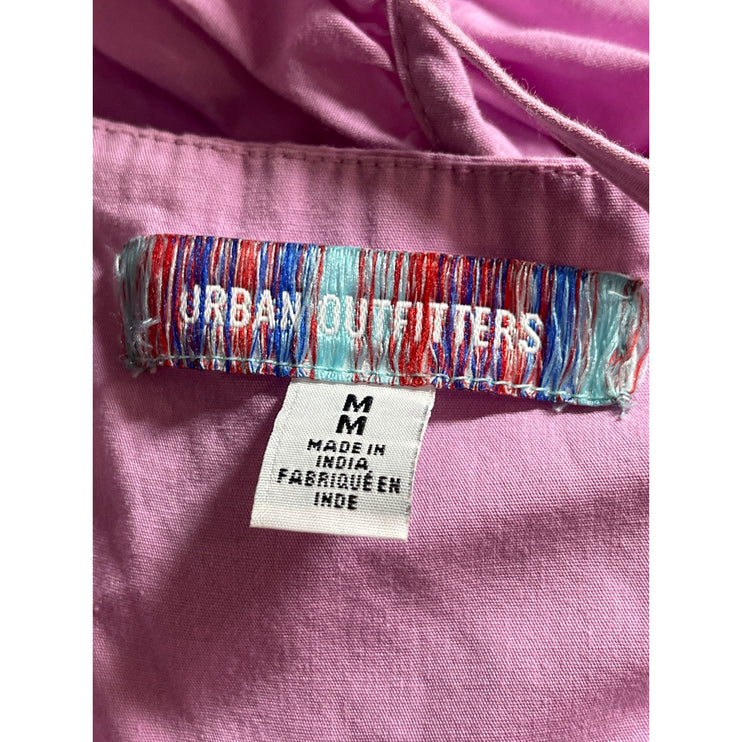 URBAN OUTFITTERS
M
M
MADE IN
INDIA
FABRIQUÉ EN
INDE